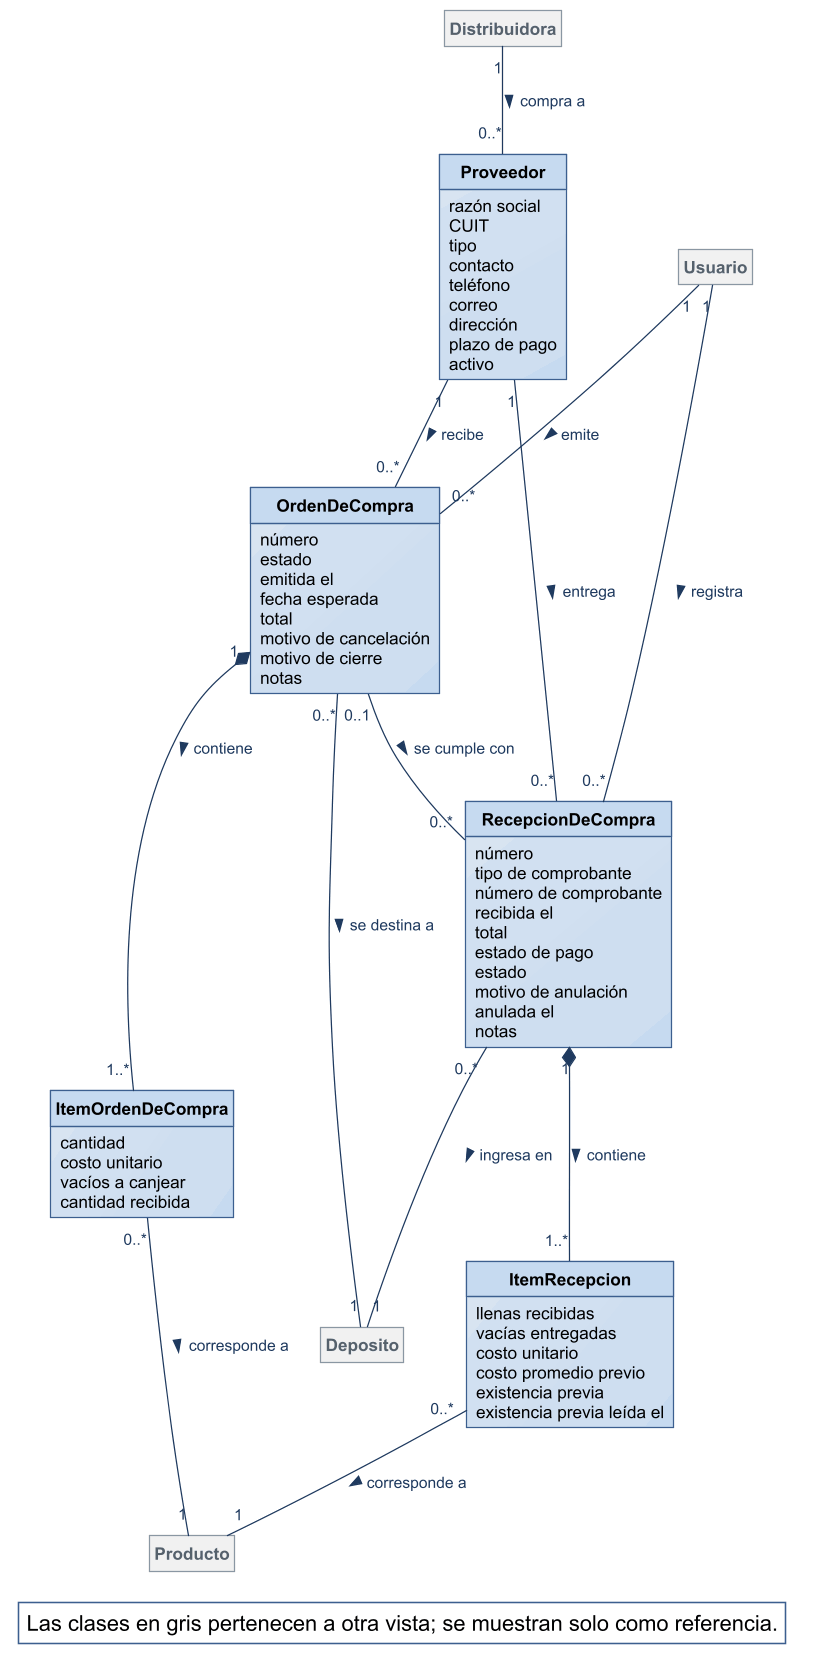 Distribuidora
1
compra a
0..*
Proveedor
razón social
CUIT
tipo
contacto
teléfono
correo
dirección
plazo de pago
activo
Usuario
1
1
1
1
recibe
emite
0..*
0..*
OrdenDeCompra
número
estado
emitida el
fecha esperada
total
motivo de cancelación
motivo de cierre
notas
entrega
registra
1
0..*
0..1
contiene
se cumple con
0..*
0..*
0..*
RecepcionDeCompra
número
tipo de comprobante
número de comprobante
recibida el
total
estado de pago
estado
motivo de anulación
anulada el
notas
se destina a
1..*
0..*
1
ItemOrdenDeCompra
cantidad
costo unitario
vacíos a canjear
cantidad recibida
ingresa en
contiene
0..*
1..*
ItemRecepcion
llenas recibidas
vacías entregadas
costo unitario
costo promedio previo
existencia previa
existencia previa leída el
1
1
Deposito
corresponde a
0..*
corresponde a
1
1
Producto
Las clases en gris pertenecen a otra vista; se muestran solo como referencia.